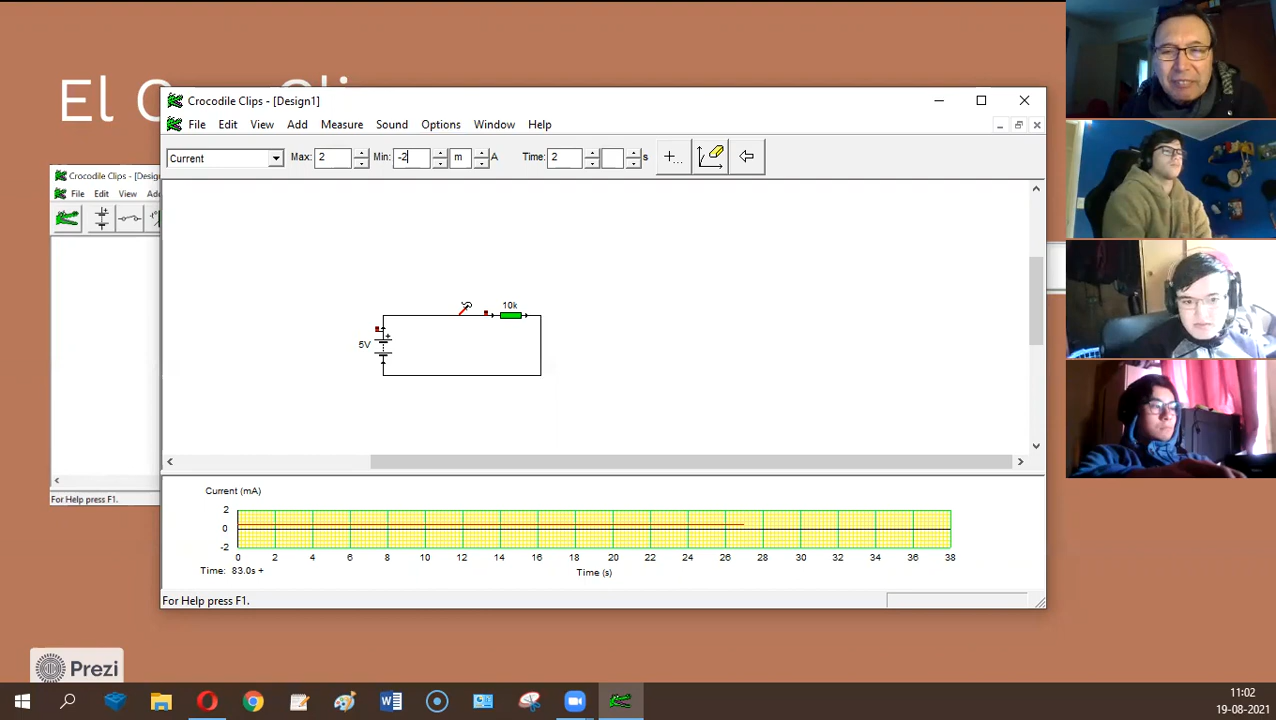 El C
Crocodile Clips - [Design1]
File Edit View Add Measure Sound Options Window Help
Current Max: 2 Min: -2 m A Time: 2 s
Crocodile Clips - [Desig
File Edit View Ad
10k
5V
For Help press F1.
Current (mA)
2
0
-2
0 2 4 6 8 10 12 14 16 18 20 22 24 26 28 30 32 34 36 38
Time: 83.0s +
Time (s)
For Help press F1.
Prezi
11:02
19-08-2021